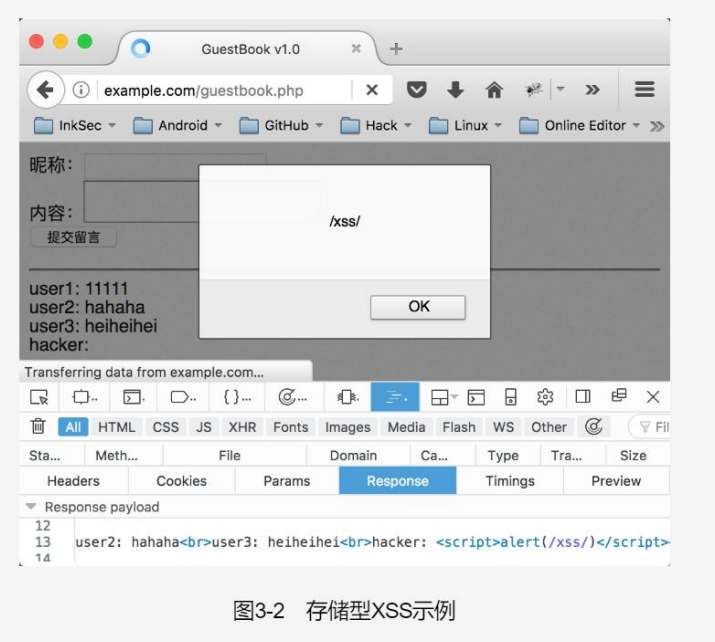 GuestBook v1.0
example.com/guestbook.php
InkSec Android GitHub Hack Linux Online Editor
昵称：
内容：
提交留言
/xss/
OK
user1: 11111
user2: hahaha
user3: heiheihei
hacker:
Transferring data from example.com...
All HTML CSS JS XHR Fonts Images Media Flash WS Other Fil
Sta... Meth... File Domain Ca... Type Tra... Size
Headers Cookies Params Response Timings Preview
Response payload
12
13 user2: hahaha<br>user3: heiheihei<br>hacker: <script>alert(/xss/)</script>
14
图3-2 存储型XSS示例